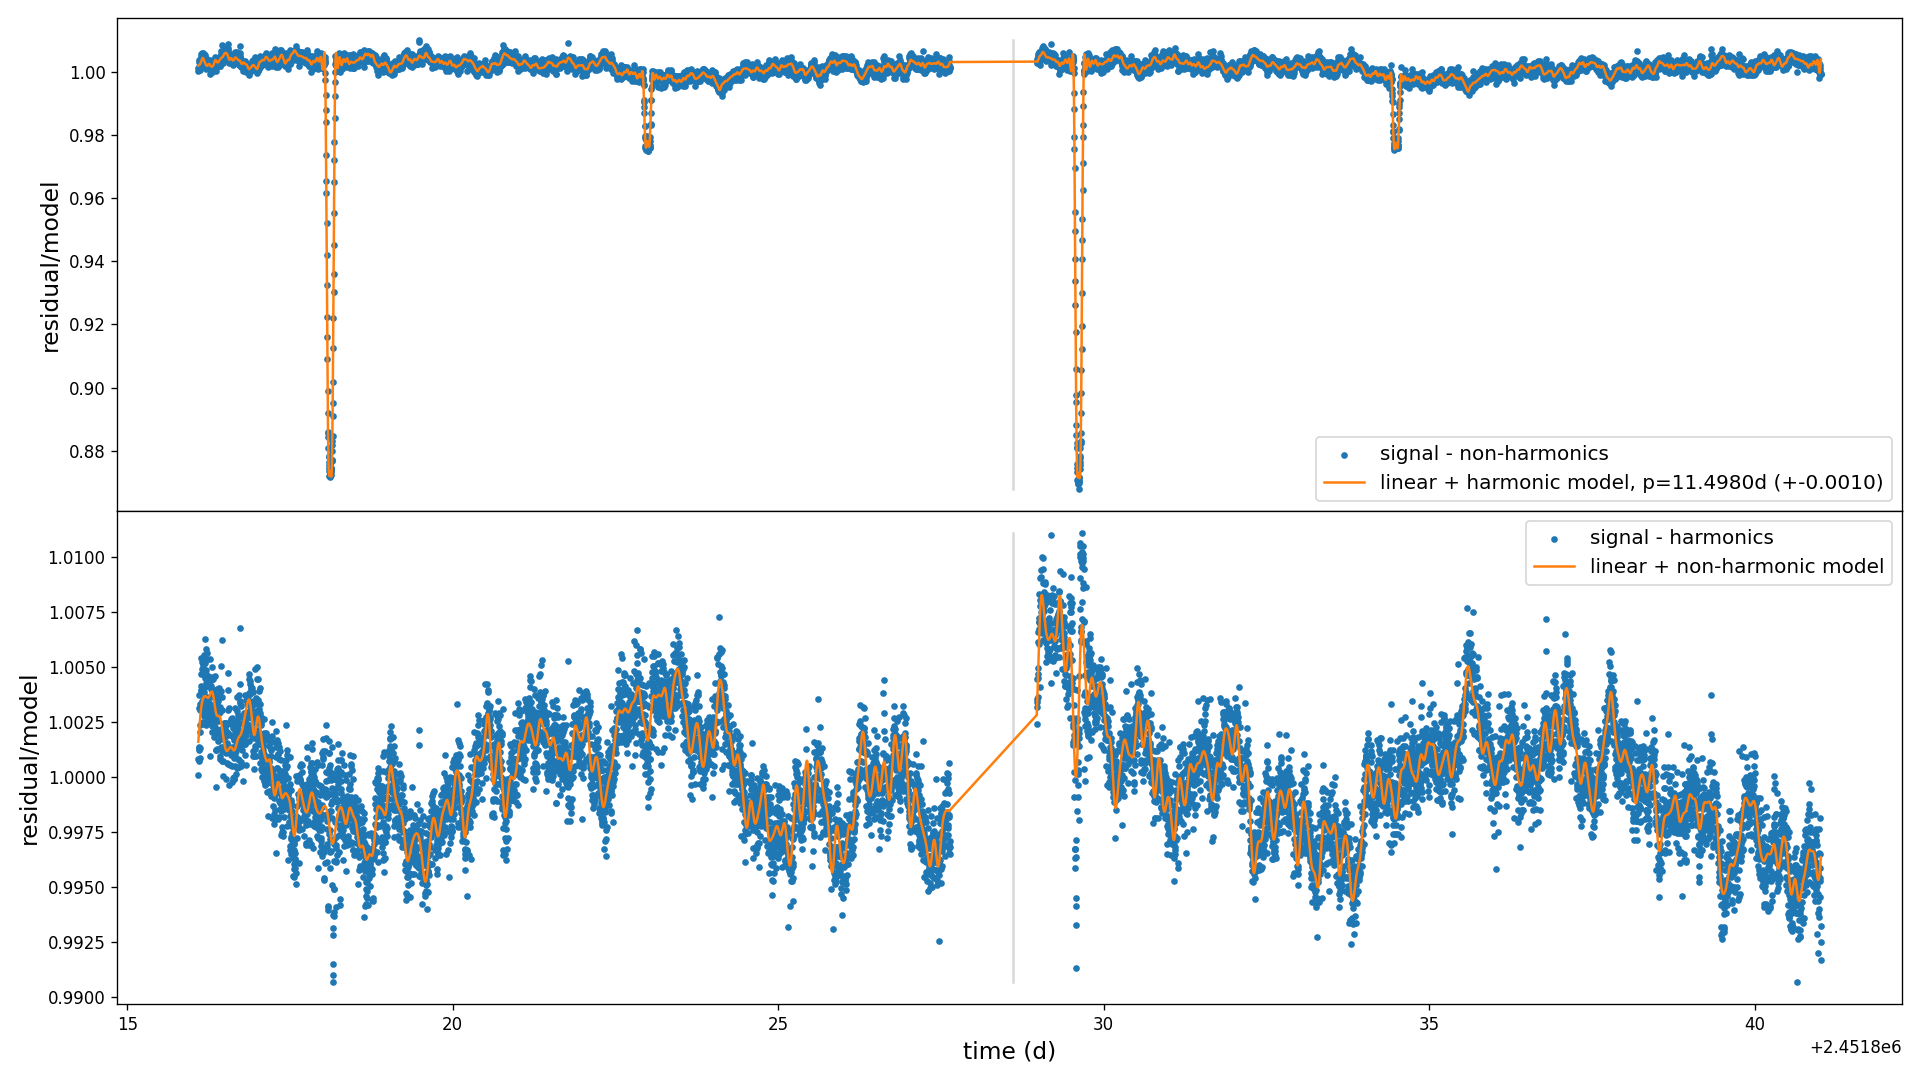 1.00
0.98
0.96
0.94
0.92
0.90
0.88
residual/model
signal - non-harmonics
linear + harmonic model, p=11.4980d (+-0.0010)
1.0100
1.0075
1.0050
1.0025
1.0000
0.9975
0.9950
0.9925
0.9900
residual/model
signal - harmonics
linear + non-harmonic model
15
20
25
30
35
40
time (d)
+2.4518e6